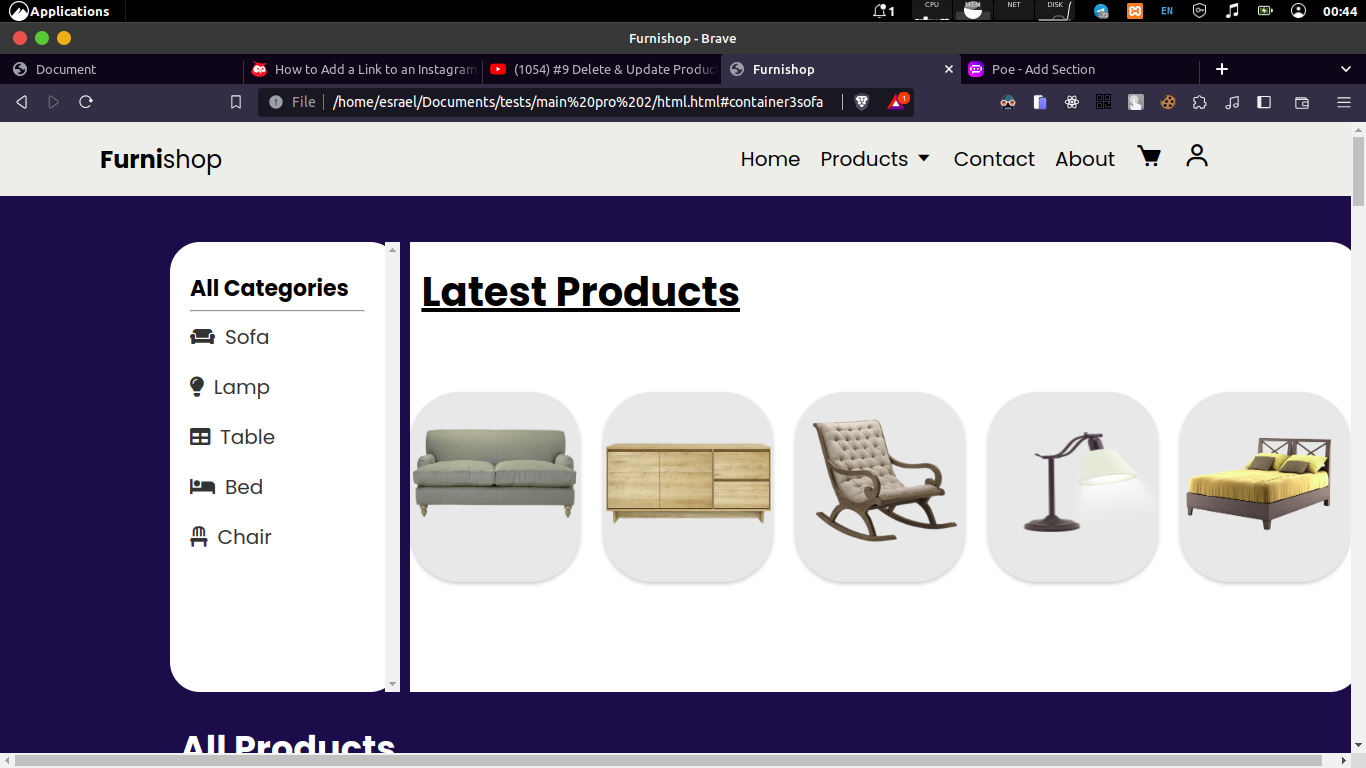 Applications
1
CPU
MEM
NET
DISK
EN
00:44
Furnishop - Brave
Document
How to Add a Link to an Instagram
(1054) #9 Delete & Update Produc
Furnishop
Poe - Add Section
File
/home/esrael/Documents/tests/main%20pro%202/html.html#container3sofa
1
Furnishop
Home
Products
Contact
About
All Categories
Sofa
Lamp
Table
Bed
Chair
Latest Products
All Products